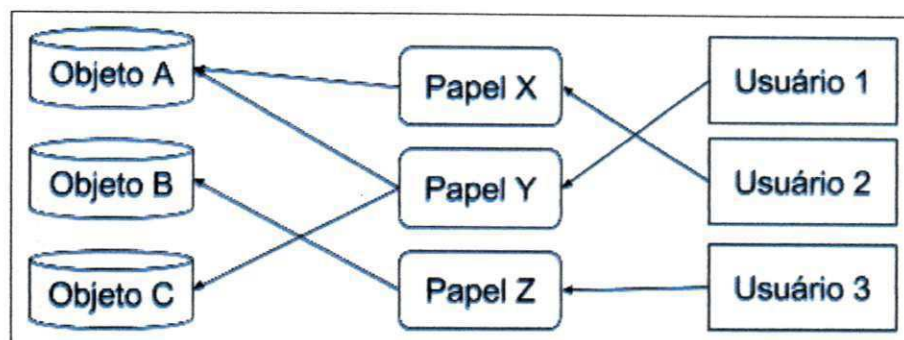 Objeto A
Papel X
Usuário 1
Objeto B
Papel Y
Usuário 2
Objeto C
Papel Z
Usuário 3